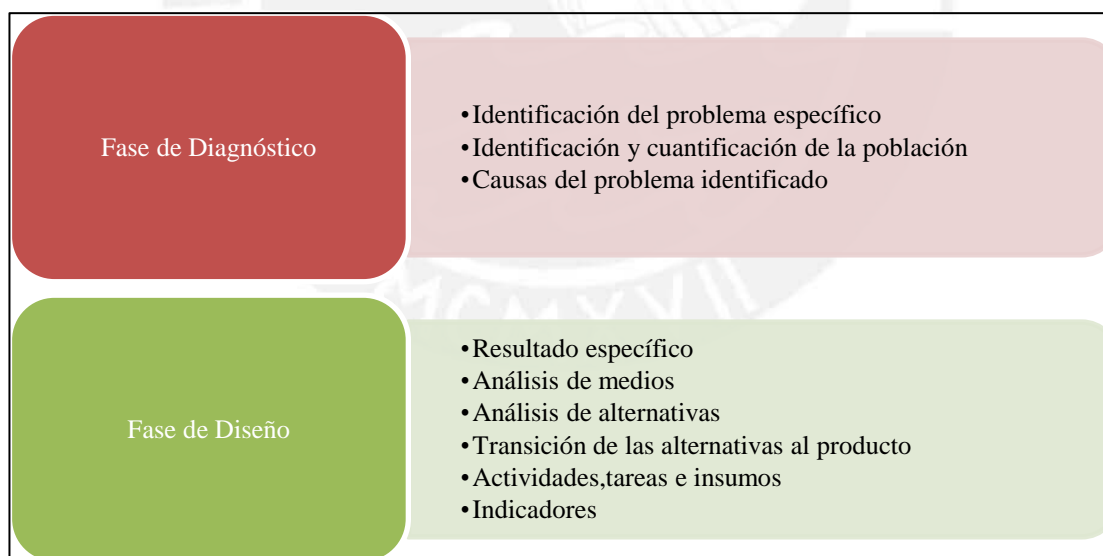 Fase de Diagnóstico
•Identificación del problema específico
•Identificación y cuantificación de la población
•Causas del problema identificado
Fase de Diseño
•Resultado específico
•Análisis de medios
•Análisis de alternativas
•Transición de las alternativas al producto
•Actividades,tareas e insumos
•Indicadores
MCMXVII